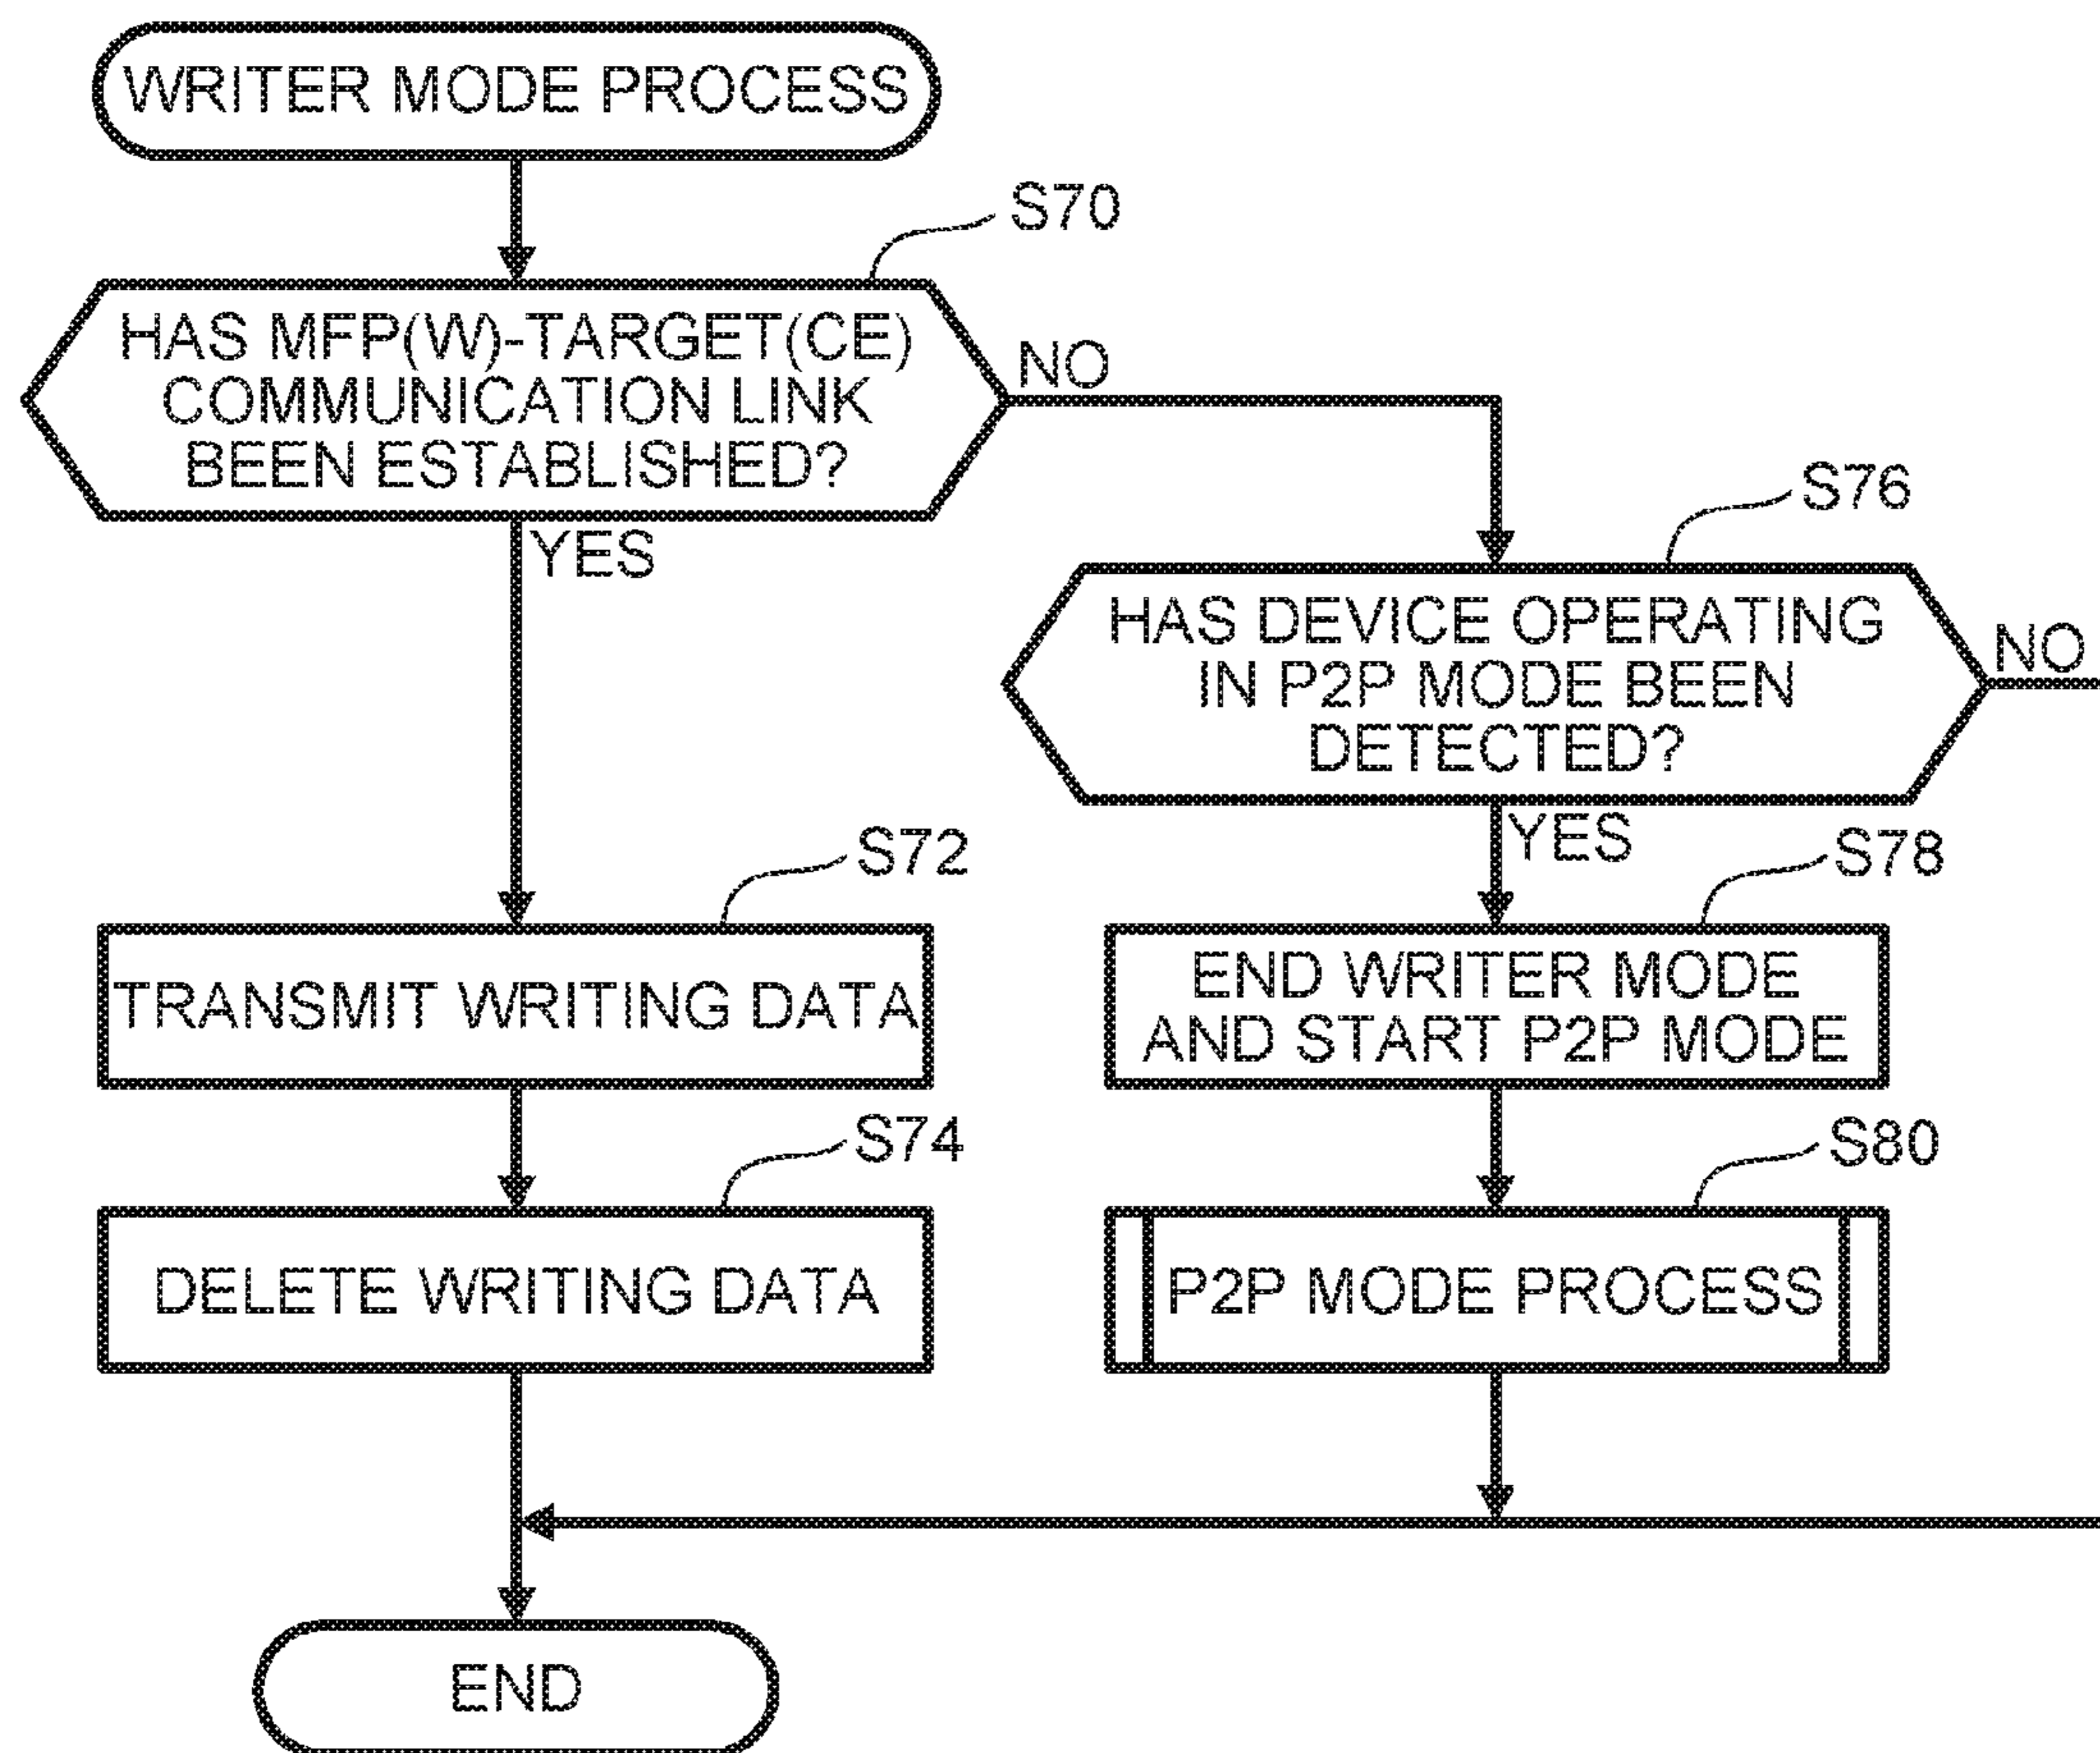 WRITER MODE PROCESS
S70
HAS MFP(W)-TARGET(CE)
COMMUNICATION LINK
BEEN ESTABLISHED?
NO
YES
S76
HAS DEVICE OPERATING
IN P2P MODE BEEN
DETECTED?
NO
YES
S72
TRANSMIT WRITING DATA
S78
END WRITER MODE
AND START P2P MODE
S74
DELETE WRITING DATA
S80
P2P MODE PROCESS
END